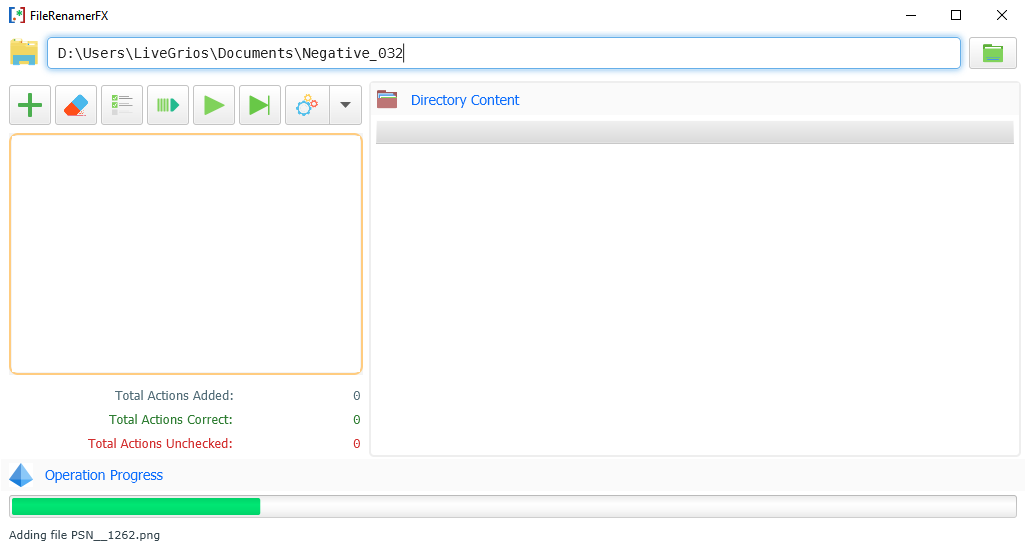 FileRenamerFX
D:\Users\LiveGrios\Documents\Negative_032
Directory Content
Total Actions Added: 0
Total Actions Correct: 0
Total Actions Unchecked: 0
Operation Progress
Adding file PSN__1262.png